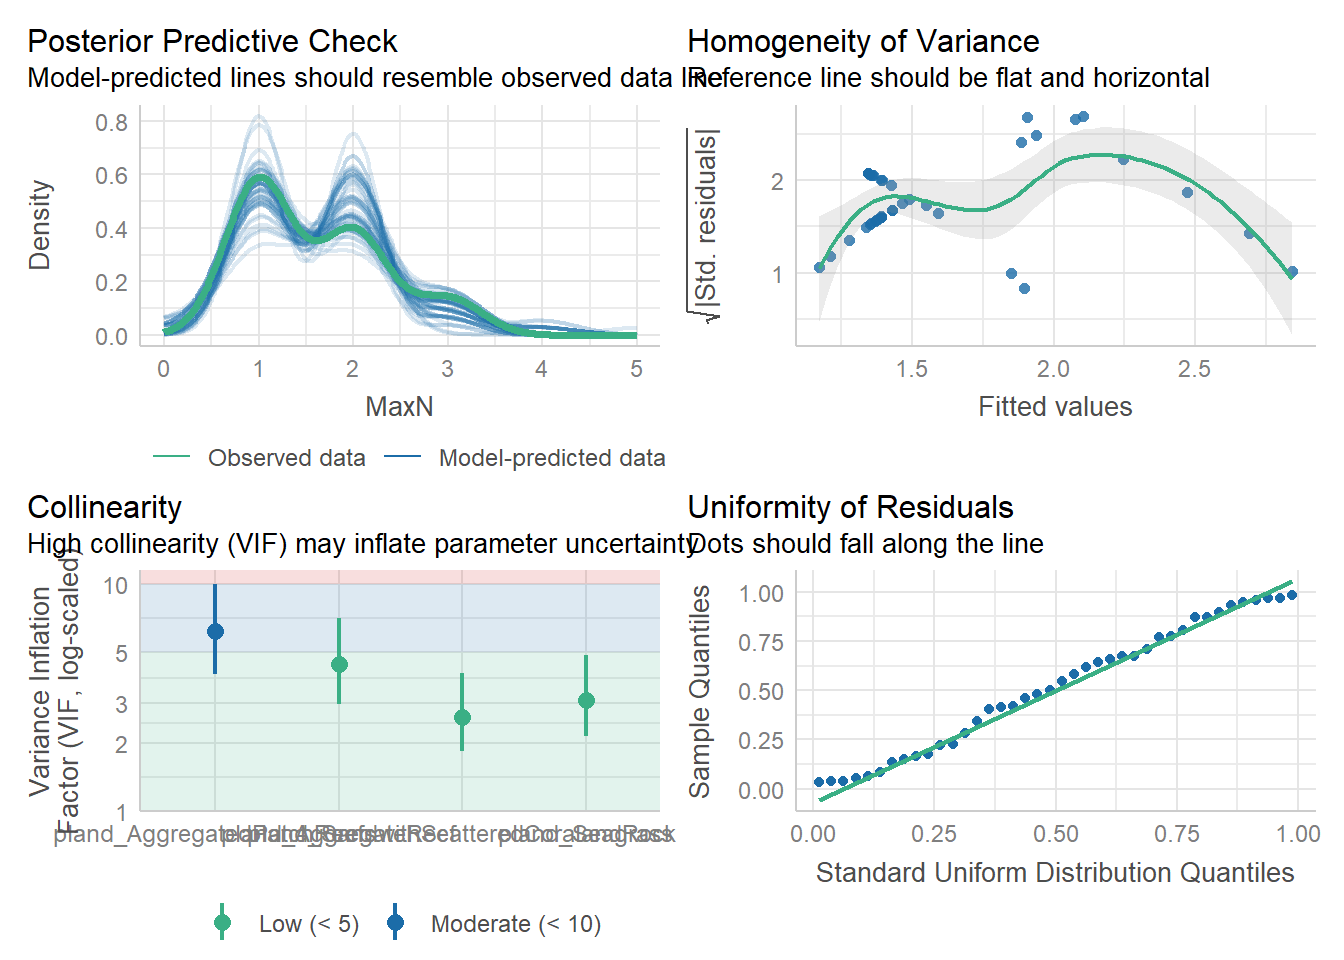 Posterior Predictive Check
Model-predicted lines should resemble observed data line
Density
0.8
0.6
0.4
0.2
0.0
0 1 2 3 4 5
MaxN
Observed data Model-predicted data
Homogeneity of Variance
Reference line should be flat and horizontal
√|Std. residuals|
2
1
1.5 2.0 2.5
Fitted values
Collinearity
High collinearity (VIF) may inflate parameter uncertainty
Variance Inflation
Factor (VIF, log-scaled)
10
5
3
2
1
Low (< 5) Moderate (< 10)
Uniformity of Residuals
Dots should fall along the line
Sample Quantiles
1.00
0.75
0.50
0.25
0.00
0.00 0.25 0.50 0.75 1.00
Standard Uniform Distribution Quantiles